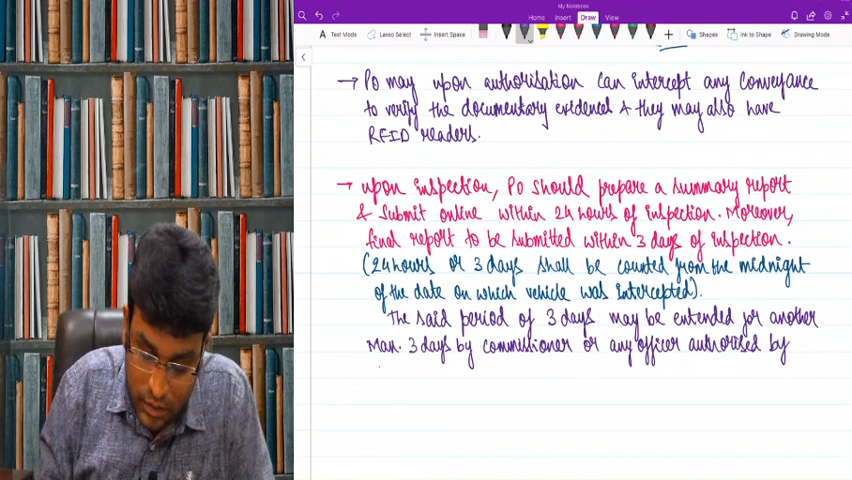 My Notebook
Home Insert Draw View
Text Mode Lasso Select Insert Space Shapes Ink to Shape Drawing Mode
→ PO may upon authorisation can intercept any conveyance
to verify the documentary evidence & they may also have
RFID readers.
→ upon inspection, PO should prepare a summary report
& submit online within 24 hours of inspection. Moreover,
final report to be submitted within 3 days of inspection.
(24 hours or 3 days shall be counted from the midnight
of the date on which vehicle was intercepted).
The said period of 3 days may be extended for another
Max. 3 days by commissioner or any officer authorised by